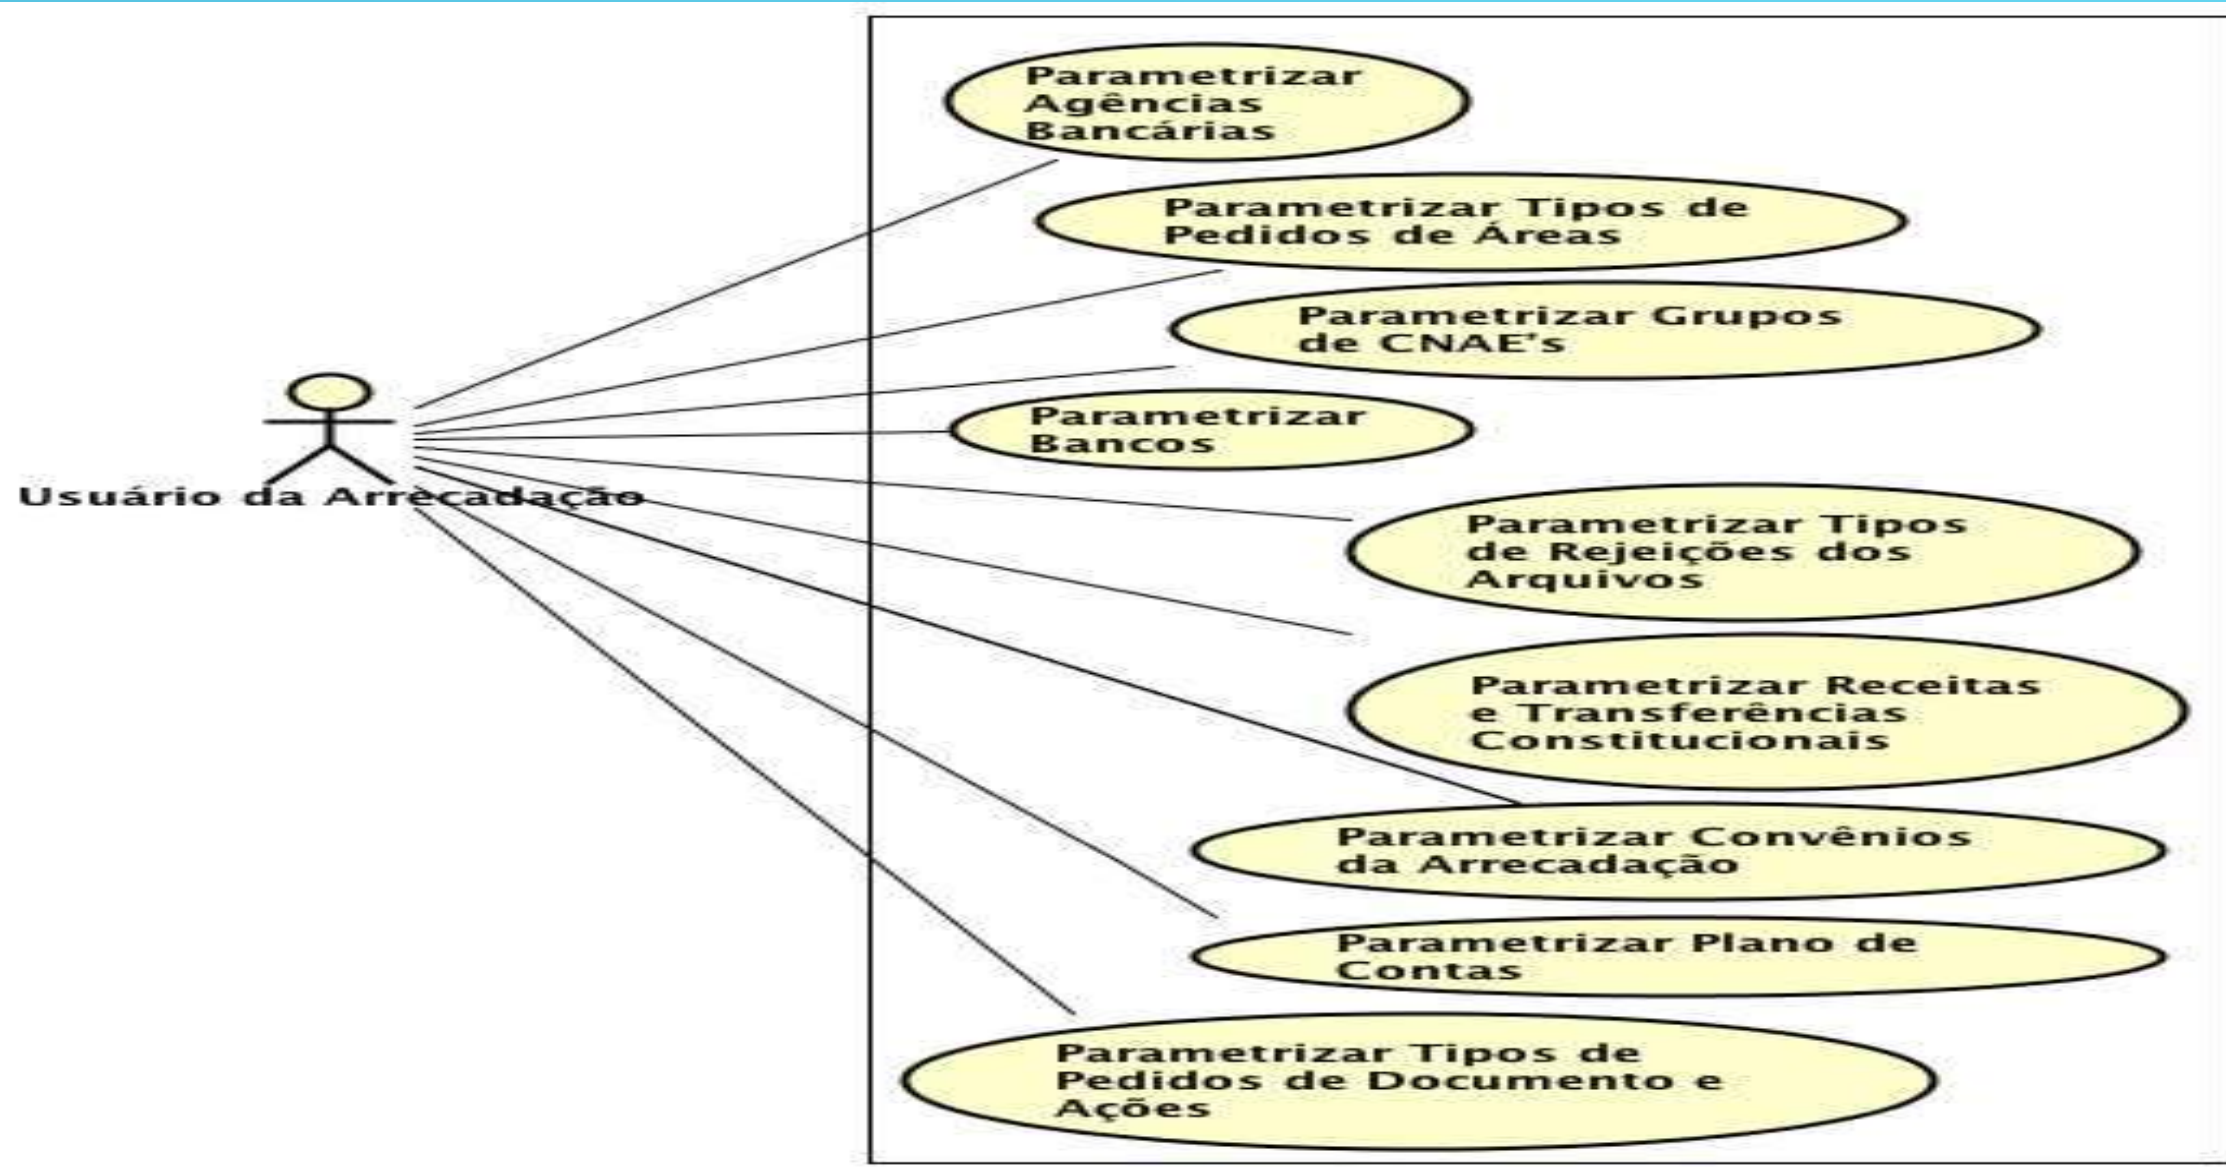 Parametrizar
Agências
Bancárias
Parametrizar Tipos de
Pedidos de Áreas
Parametrizar Grupos
de CNAE's
Parametrizar
Bancos
Usuário da Arrecadação
Parametrizar Tipos
de Rejeições dos
Arquivos
Parametrizar Receitas
e Transferências
Constitucionais
Parametrizar Convênios
da Arrecadação
Parametrizar Plano de
Contas
Parametrizar Tipos de
Pedidos de Documento e
Ações